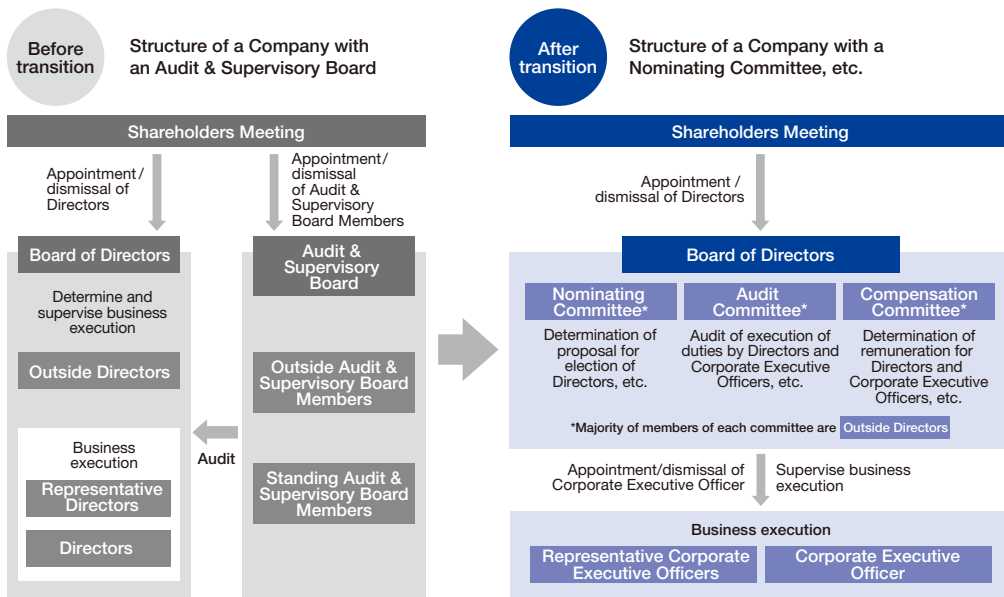 Before
transition
Structure of a Company with
an Audit & Supervisory Board
Shareholders Meeting
Appointment/
dismissal of
Directors
Appointment/
dismissal
of Audit &
Supervisory
Board Members
Board of Directors
Determine and
supervise business
execution
Outside Directors
Business
execution
Representative
Directors
Directors
Audit
Audit &
Supervisory
Board
Outside Audit &
Supervisory Board
Members
Standing Audit &
Supervisory Board
Members
After
transition
Structure of a Company with a
Nominating Committee, etc.
Shareholders Meeting
Appointment /
dismissal of Directors
Board of Directors
Nominating
Committee*
Determination of
proposal for
election of
Directors, etc.
Audit
Committee*
Audit of execution of
duties by Directors and
Corporate Executive
Officers, etc.
Compensation
Committee*
Determination of
remuneration for
Directors and
Corporate Executive
Officers, etc.
*Majority of members of each committee are Outside Directors
Appointment/dismissal of
Corporate Executive Officer
Supervise business
execution
Business execution
Representative Corporate
Executive Officers
Corporate Executive
Officer